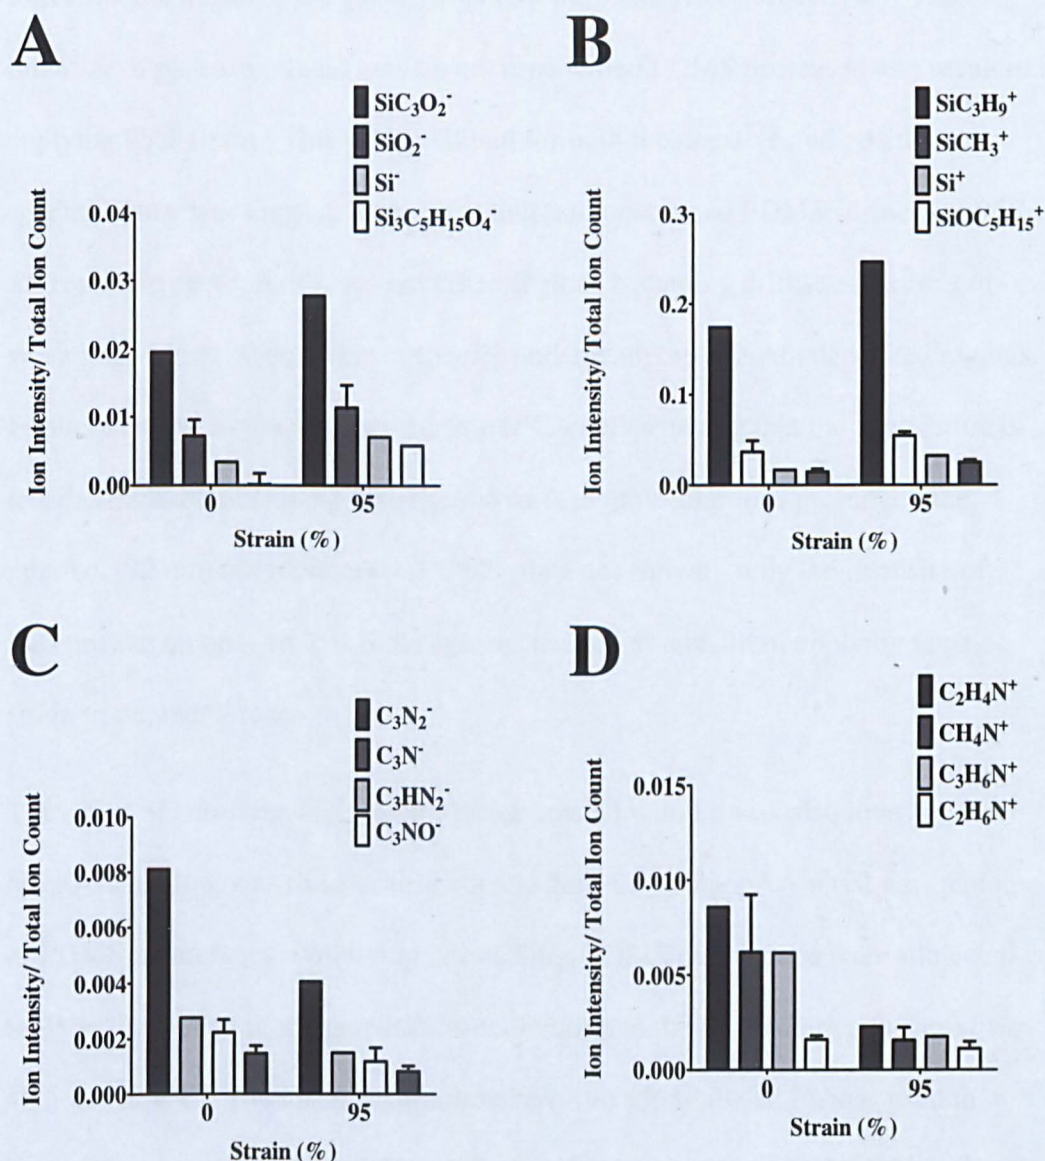 A
SiC₃O₂⁻
SiO₂⁻
Si⁻
Si₃C₅H₁₅O₄⁻
Ion Intensity/Total Ion Count
0.04
0.03
0.02
0.01
0.00
0
95
Strain (%)
B
SiC₃H₉⁺
SiCH₃⁺
Si⁺
SiOC₅H₁₅⁺
Ion Intensity/Total Ion Count
0.3
0.2
0.1
0.0
0
95
Strain (%)
C
C₃N₂⁻
C₃N⁻
C₃HN₂⁻
C₃NO⁻
Ion Intensity/ Total Ion Count
0.010
0.008
0.006
0.004
0.002
0.000
0
95
Strain (%)
D
C₂H₄N⁺
CH₄N⁺
C₃H₆N⁺
C₂H₆N⁺
Ion Intensity/ Total Ion Count
0.015
0.010
0.005
0.000
0
95
Strain (%)